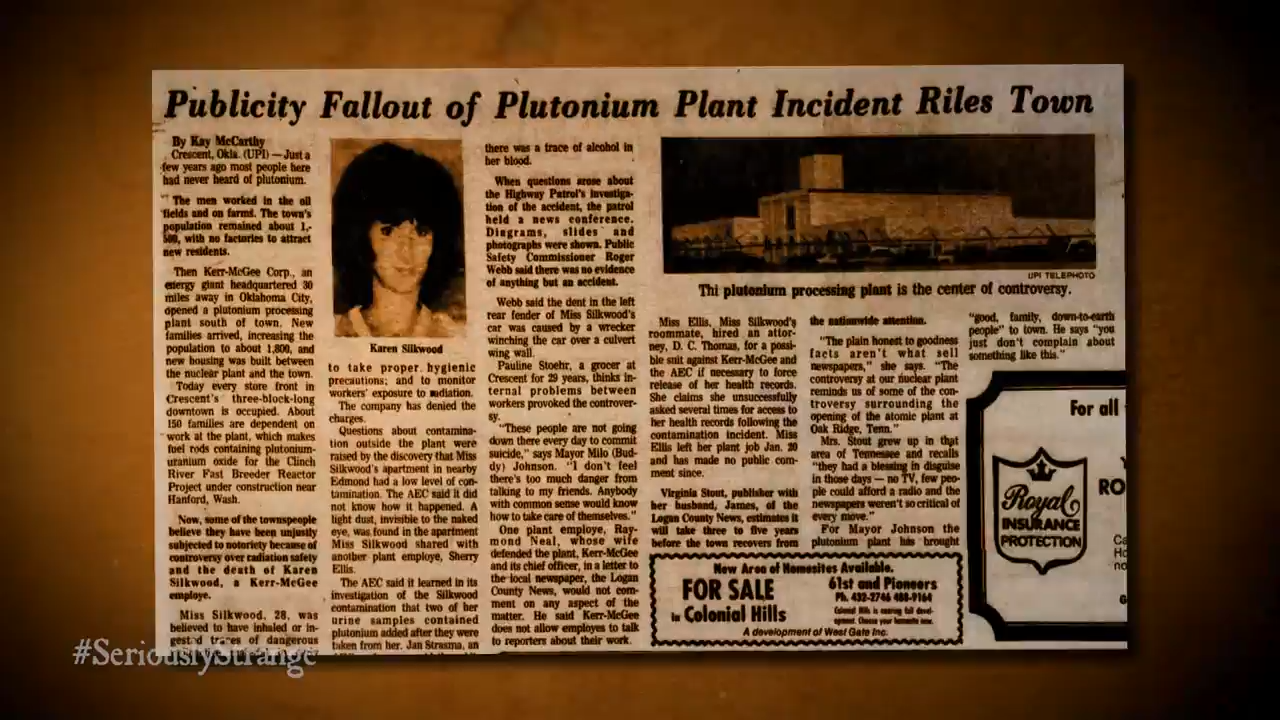 Publicity Fallout of Plutonium Plant Incident Riles Town
By Kay McCarthy
Crescent, Okla. (UPI) — Just a
few years ago most people here
had never heard of plutonium.
The men worked in the oil
fields and on farms. The town's
population remained about 1,-
500, with no factories to attract
new residents.
Then Kerr-McGee Corp., an
energy giant headquartered 30
miles away in Oklahoma City,
opened a plutonium processing
plant south of town. New
families arrived, increasing the
population to about 1,800, and
new housing was built between
the nuclear plant and the town.
Today every store front in
Crescent's three-block-long
downtown is occupied. About
150 families are dependent on
work at the plant, which makes
fuel rods containing plutonium-
uranium oxide for the Clinch
River Fast Breeder Reactor
Project under construction near
Hanford, Wash.
Now, some of the townspeople
believe they have been unjustly
subjected to notoriety because of
controversy over radiation safety
and the death of Karen
Silkwood, a Kerr-McGee
employe.
Miss Silkwood, 28, was
believed to have inhaled or in-
gested traces of dangerous
Karen Silkwood
to take proper hygienic
precautions; and to monitor
workers' exposure to radiation.
The company has denied the
charges.
Questions about contamina-
tion outside the plant were
raised by the discovery that Miss
Silkwood's apartment in nearby
Edmond had a low level of con-
tamination. The AEC said it did
not know how it happened. A
light dust, invisible to the naked
eye, was found in the apartment
Miss Silkwood shared with
another plant employe, Sherry
Ellis.
The AEC said it learned in its
investigation of the Silkwood
contamination that two of her
urine samples contained
plutonium added after they were
taken from her. Jan Strasma, an
there was a trace of alcohol in
her blood.
When questions arose about
the Highway Patrol's investiga-
tion of the accident, the patrol
held a news conference.
Diagrams, slides and
photographs were shown. Public
Safety Commissioner Roger
Webb said there was no evidence
of anything but an accident.
Webb said the dent in the left
rear fender of Miss Silkwood's
car was caused by a wrecker
winching the car over a culvert
wing wall.
Pauline Stoehr, a grocer at
Crescent for 29 years, thinks in-
ternal problems between
workers provoked the controver-
sy.
"These people are not going
down there every day to commit
suicide," says Mayor Milo (Bud-
dy) Johnson. "I don't feel
there's too much danger from
talking to my friends. Anybody
with common sense would know
how to take care of themselves."
One plant employe, Ray-
mond Neal, whose wife
defended the plant, Kerr-McGee
and its chief officer, in a letter to
the local newspaper, the Logan
County News, would not com-
ment on any aspect of the
matter. He said Kerr-McGee
does not allow employes to talk
to reporters about their work.
UPI TELEPHOTO
Thi plutonium processing plant is the center of controversy.
Miss Ellis, Miss Silkwood's
roommate, hired an attor-
ney, D. C. Thomas, for a possi-
ble suit against Kerr-McGee and
the AEC if necessary to force
release of her health records.
She claims she unsuccessfully
asked several times for access to
her health records following the
contamination incident. Miss
Ellis left her plant job Jan. 20
and has made no public com-
ment since.
Virginia Stout, publisher with
her husband, James, of the
Logan County News, estimates it
will take three to five years
before the town recovers from
the nationwide attention.
"The plain honest to goodness
facts aren't what sell
newspapers," she says. "The
controversy at our nuclear plant
reminds us of some of the con-
troversy surrounding the
opening of the atomic plant at
Oak Ridge, Tenn."
Mrs. Stout grew up in that
area of Tennessee and recalls
"they had a blessing in disguise
in those days — no TV, few peo-
ple could afford a radio and the
newspapers weren't so critical of
every move."
For Mayor Johnson the
plutonium plant has brought
"good, family, down-to-earth
people" to town. He says "you
just don't complain about
something like this."
New Area of Homesites Available.
FOR SALE
in Colonial Hills
61st and Pioneers
Ph. 432-2746 488-9164
Colonial Hills is nearing full devel-
opment. Choose your homesite now.
A development of West Gate Inc.
For all
Y
RO
Royal
INSURANCE
PROTECTION
Ca
Ho
no
G
#SeriouslyStrange